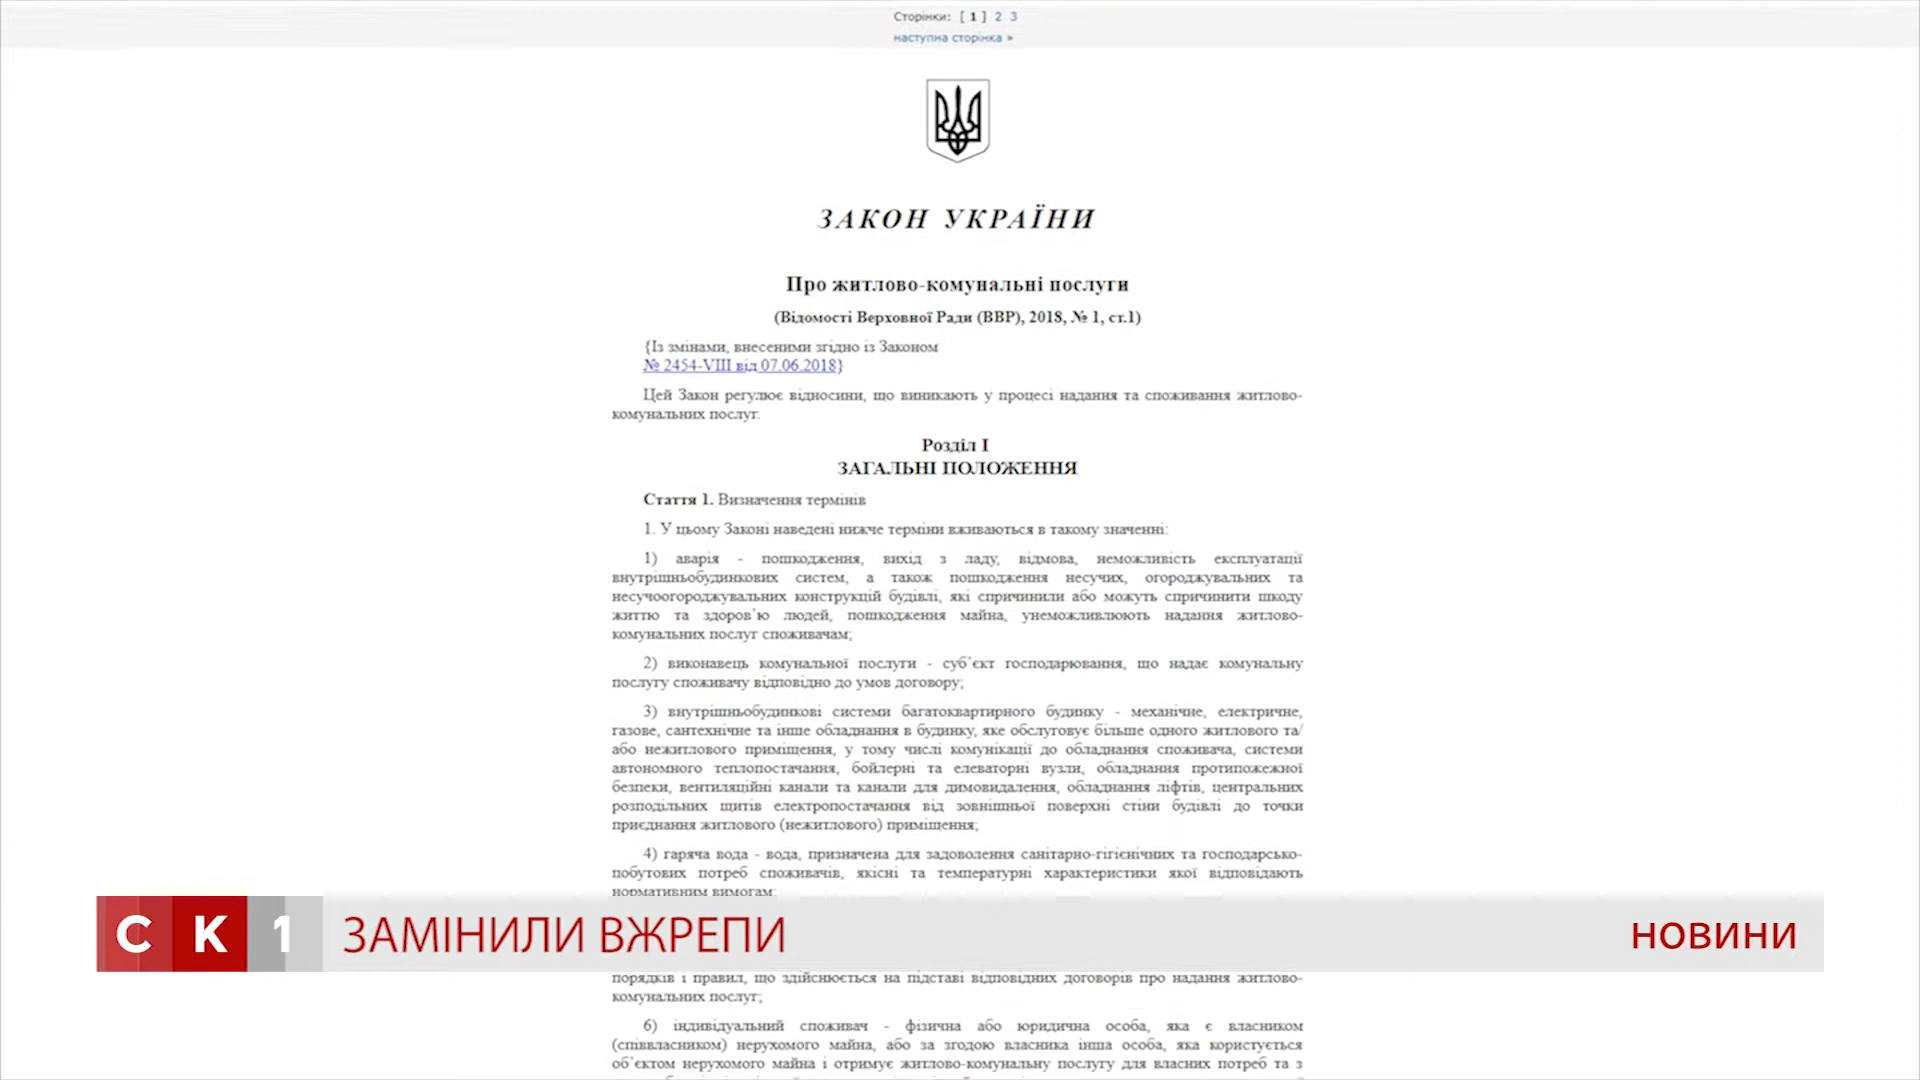 Сторінки: [ 1 ] 2 3
наступна сторінка »
ЗАКОН УКРАЇНИ
Про житлово-комунальні послуги
(Відомості Верховної Ради (ВВР), 2018, № 1, ст.1)
{Із змінами, внесеними згідно із Законом
№ 2454-VIII від 07.06.2018}
Цей Закон регулює відносини, що виникають у процесі надання та споживання житлово-
комунальних послуг.
Розділ I
ЗАГАЛЬНІ ПОЛОЖЕННЯ
Стаття 1. Визначення термінів
1. У цьому Законі наведені нижче терміни вживаються в такому значенні:
1) аварія - пошкодження, вихід з ладу, відмова, неможливість експлуатації
внутрішньобудинкових систем, а також пошкодження несучих, огороджувальних та
несучоогороджувальних конструкцій будівлі, які спричинили або можуть спричинити шкоду
життю та здоров'ю людей, пошкодження майна, унеможливлюють надання житлово-
комунальних послуг споживачам;
2) виконавець комунальної послуги - суб'єкт господарювання, що надає комунальну
послугу споживачу відповідно до умов договору;
3) внутрішньобудинкові системи багатоквартирного будинку - механічне, електричне,
газове, сантехнічне та інше обладнання в будинку, яке обслуговує більше одного житлового та/
або нежитлового приміщення, у тому числі комунікації до обладнання споживача, системи
автономного теплопостачання, бойлерні та елеваторні вузли, обладнання протипожежної
безпеки, вентиляційні канали та канали для димовидалення, обладнання ліфтів, центральних
розподільних щитів електропостачання від зовнішньої поверхні стіни будівлі до точки
приєднання житлового (нежитлового) приміщення;
4) гаряча вода - вода, призначена для задоволення санітарно-гігієнічних та господарсько-
побутових потреб споживачів, якісні та температурні характеристики якої відповідають
нормативним вимогам;
СК1 ЗАМІНИЛИ ВЖРЕПИ НОВИНИ
порядків і правил, що здійснюється на підставі відповідних договорів про надання житлово-
комунальних послуг;
6) індивідуальний споживач - фізична або юридична особа, яка є власником
(співвласником) нерухомого майна, або за згодою власника інша особа, яка користується
об'єктом нерухомого майна і отримує житлово-комунальну послугу для власних потреб та з